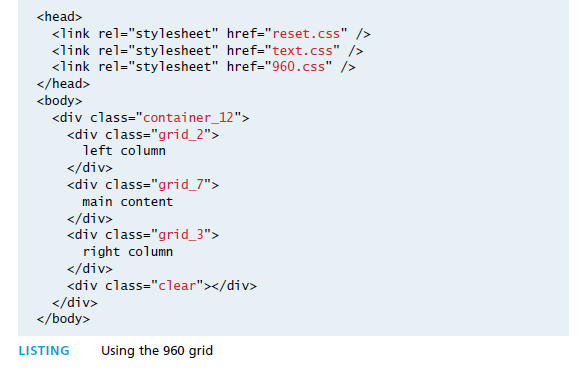 <head>
  <link rel="stylesheet" href="reset.css" />
  <link rel="stylesheet" href="text.css" />
  <link rel="stylesheet" href="960.css" />
</head>
<body>
  <div class="container_12">
    <div class="grid_2">
      left column
    </div>
    <div class="grid_7">
      main content
    </div>
    <div class="grid_3">
      right column
    </div>
    <div class="clear"></div>
  </div>
</body>
LISTING Using the 960 grid